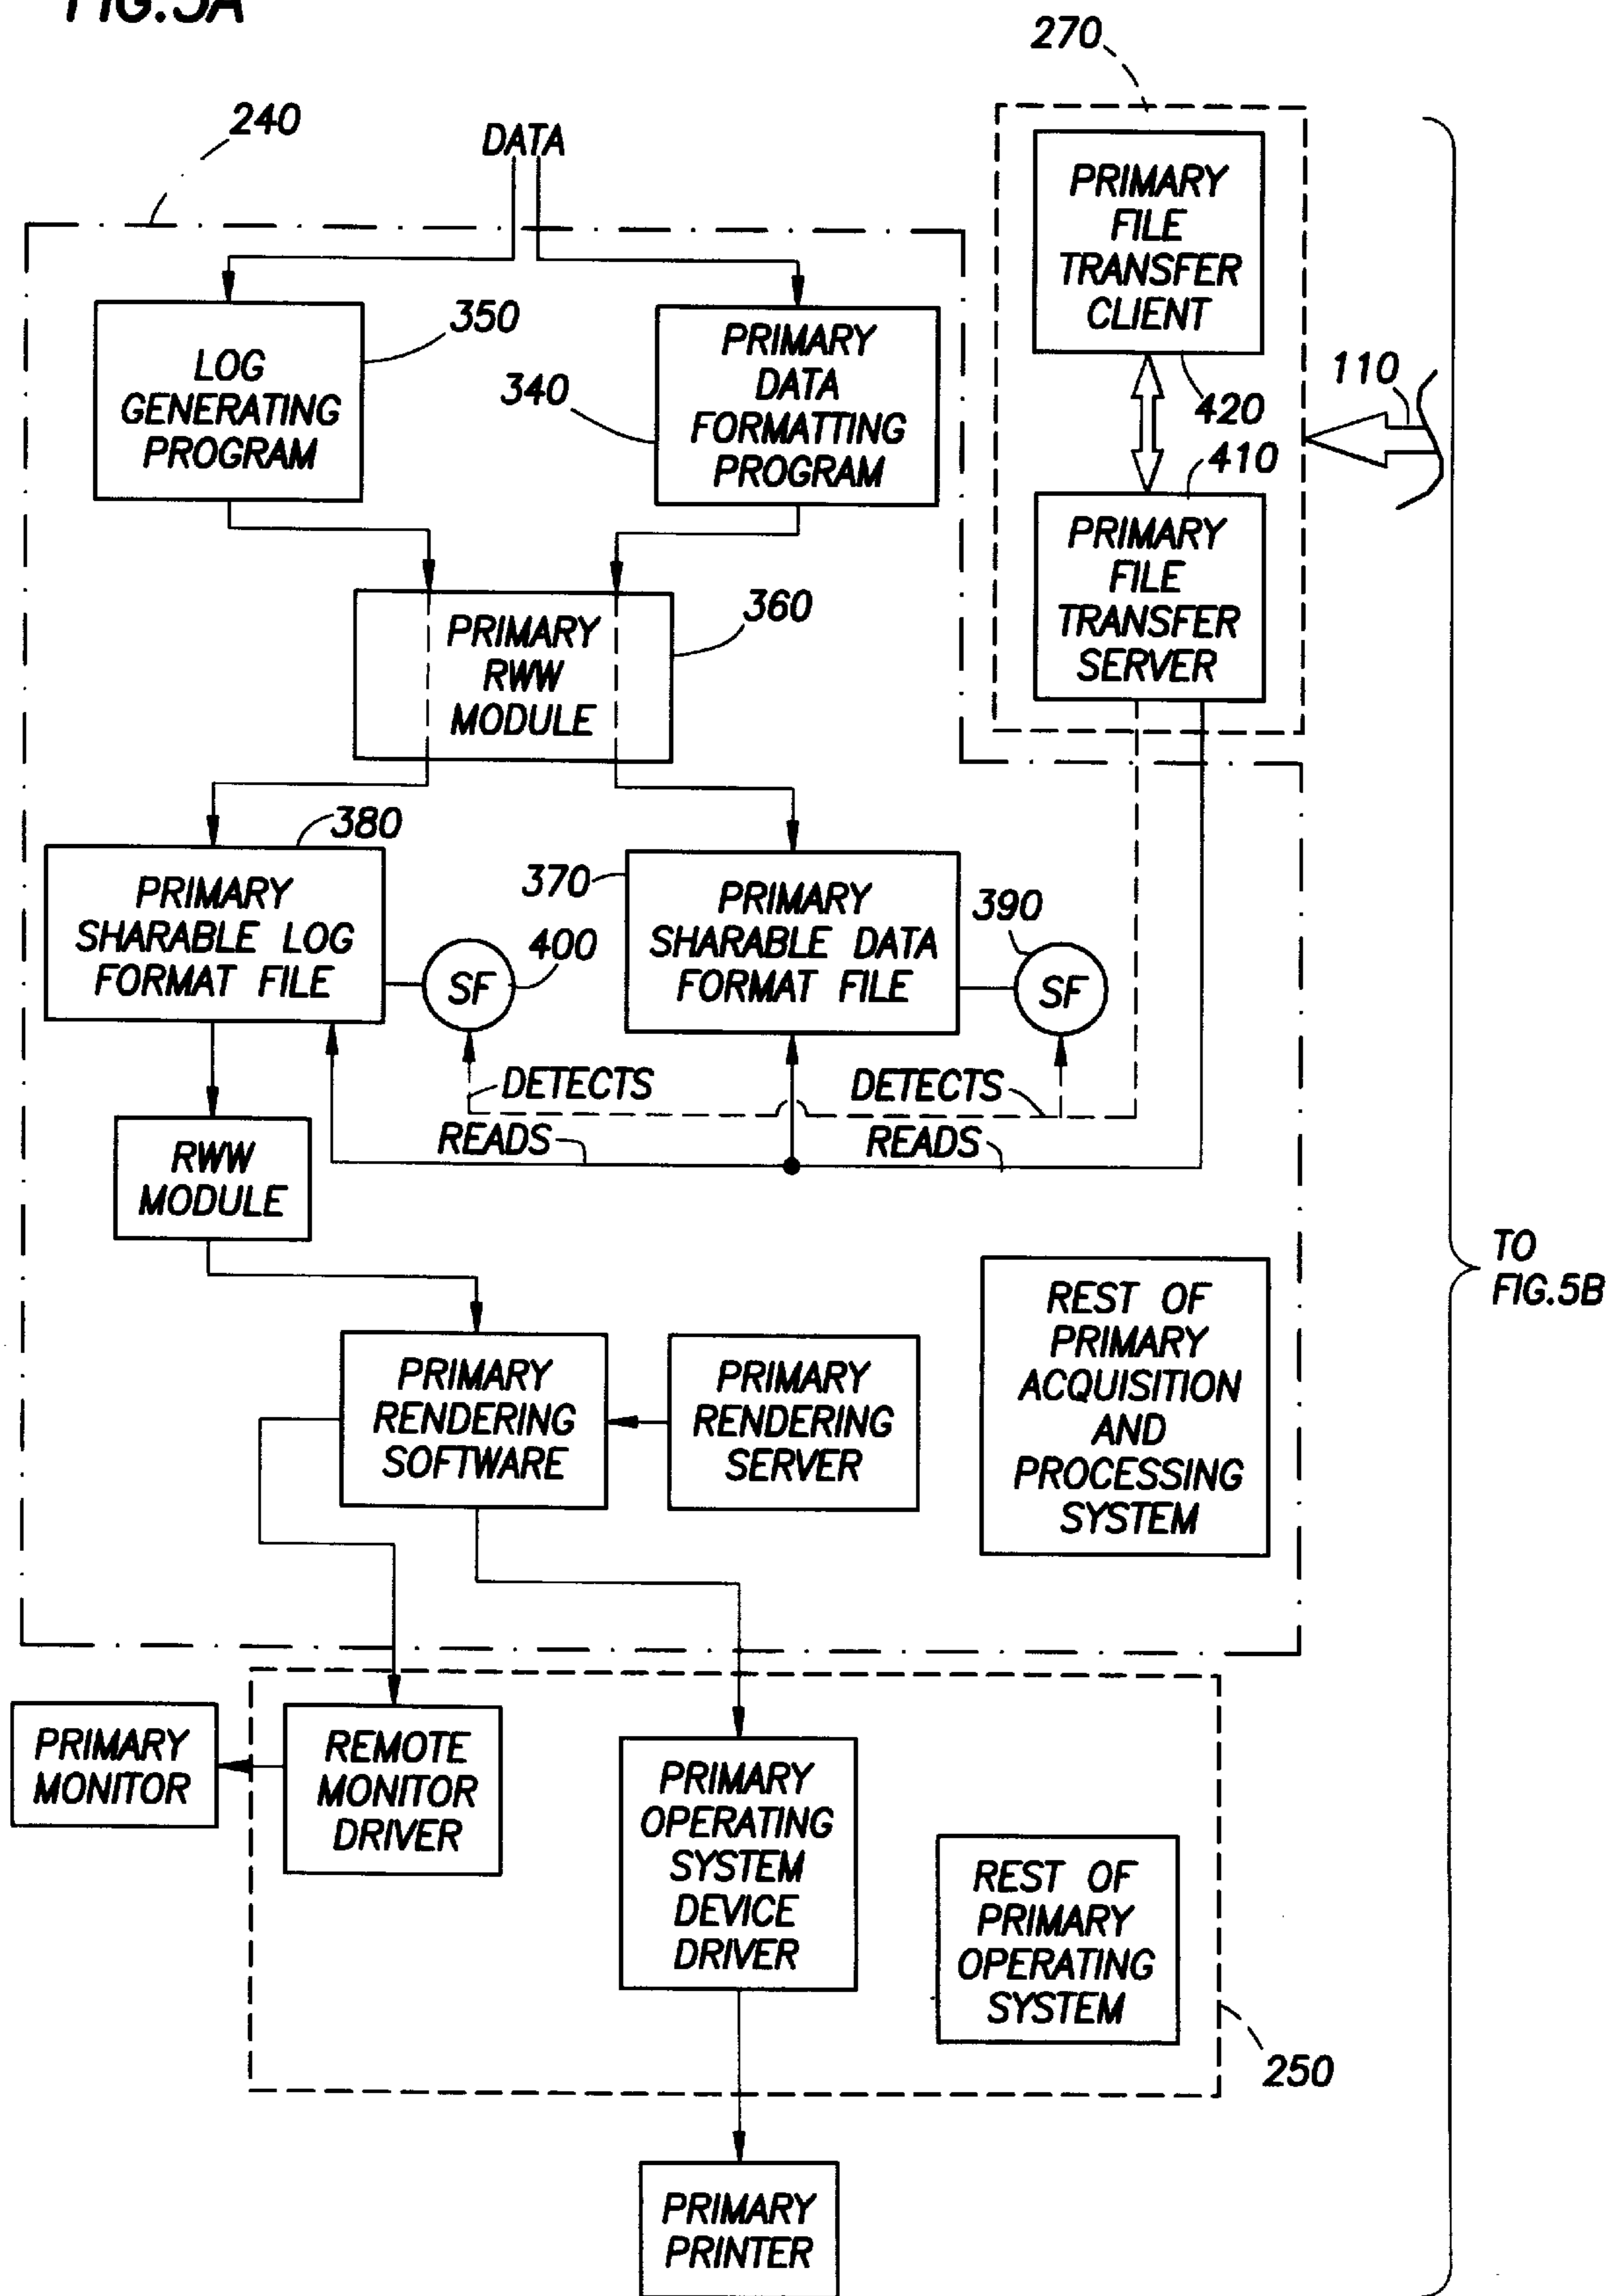 FIG.5A
270
240
DATA
PRIMARY
FILE
TRANSFER
CLIENT
350
LOG
GENERATING
PROGRAM
340
PRIMARY
DATA
FORMATTING
PROGRAM
420
110
410
PRIMARY
FILE
TRANSFER
SERVER
PRIMARY
RWW
MODULE
360
380
PRIMARY
SHARABLE LOG
FORMAT FILE
SF
400
370
PRIMARY
SHARABLE DATA
FORMAT FILE
390
SF
DETECTS
DETECTS
READS
READS
RWW
MODULE
TO
FIG.5B
PRIMARY
RENDERING
SOFTWARE
PRIMARY
RENDERING
SERVER
REST OF
PRIMARY
ACQUISITION
AND
PROCESSING
SYSTEM
PRIMARY
MONITOR
REMOTE
MONITOR
DRIVER
PRIMARY
OPERATING
SYSTEM
DEVICE
DRIVER
REST OF
PRIMARY
OPERATING
SYSTEM
250
PRIMARY
PRINTER